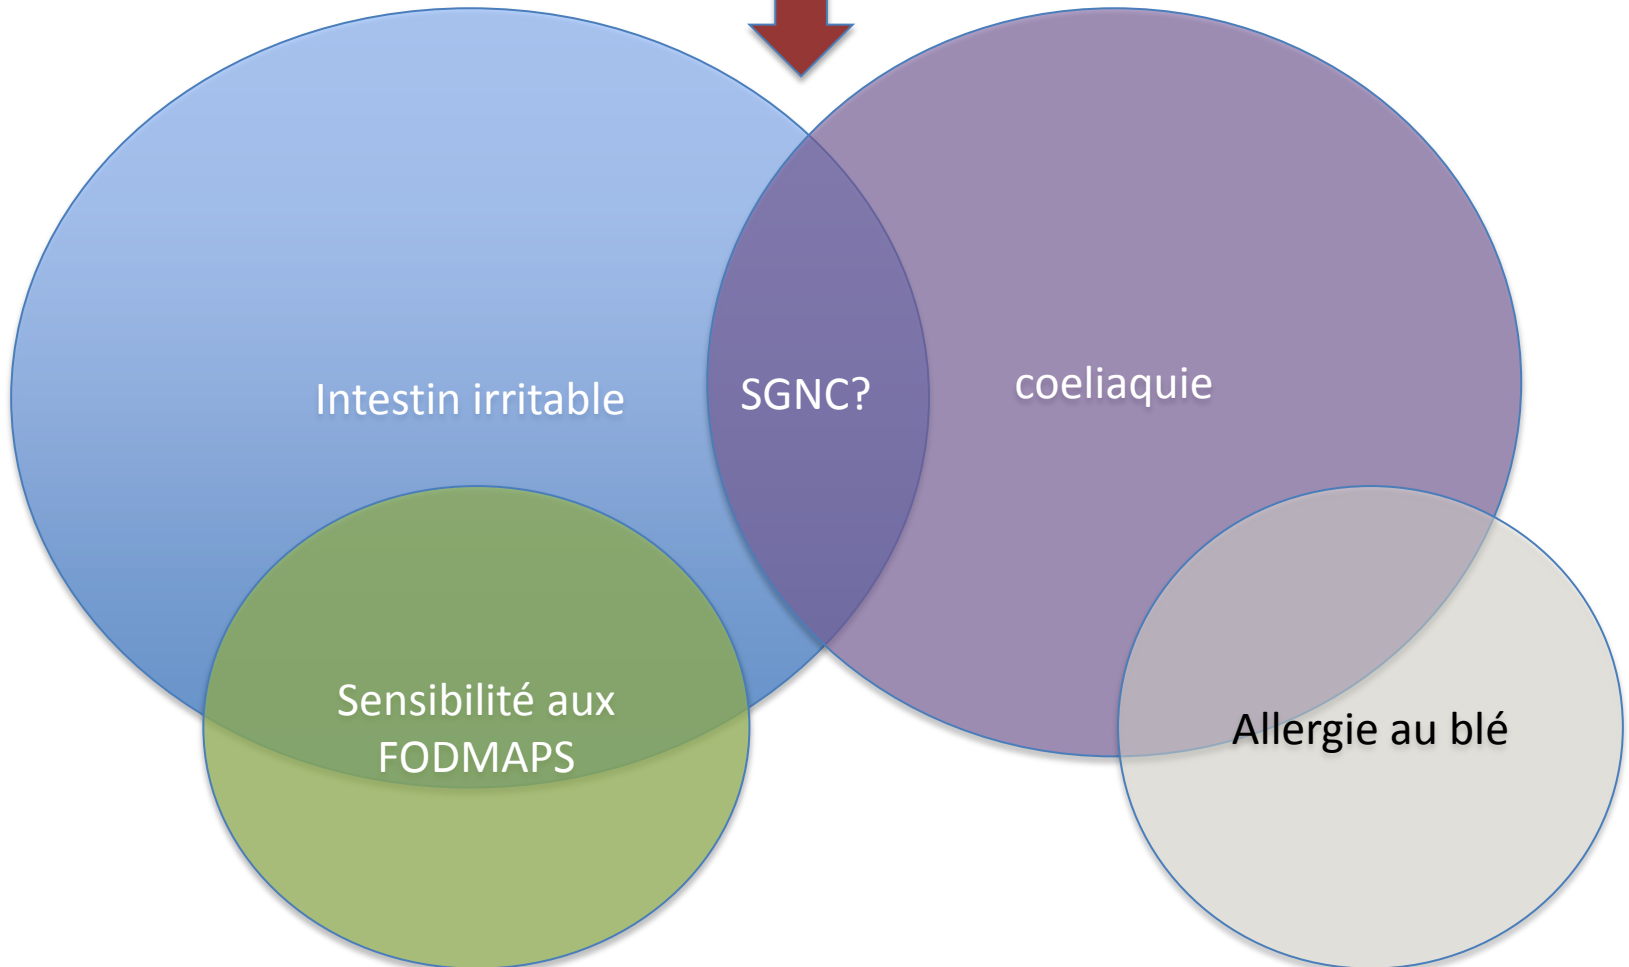 Intestin irritable
SGNC?
coeliaquie
Sensibilité aux
FODMAPS
Allergie au blé